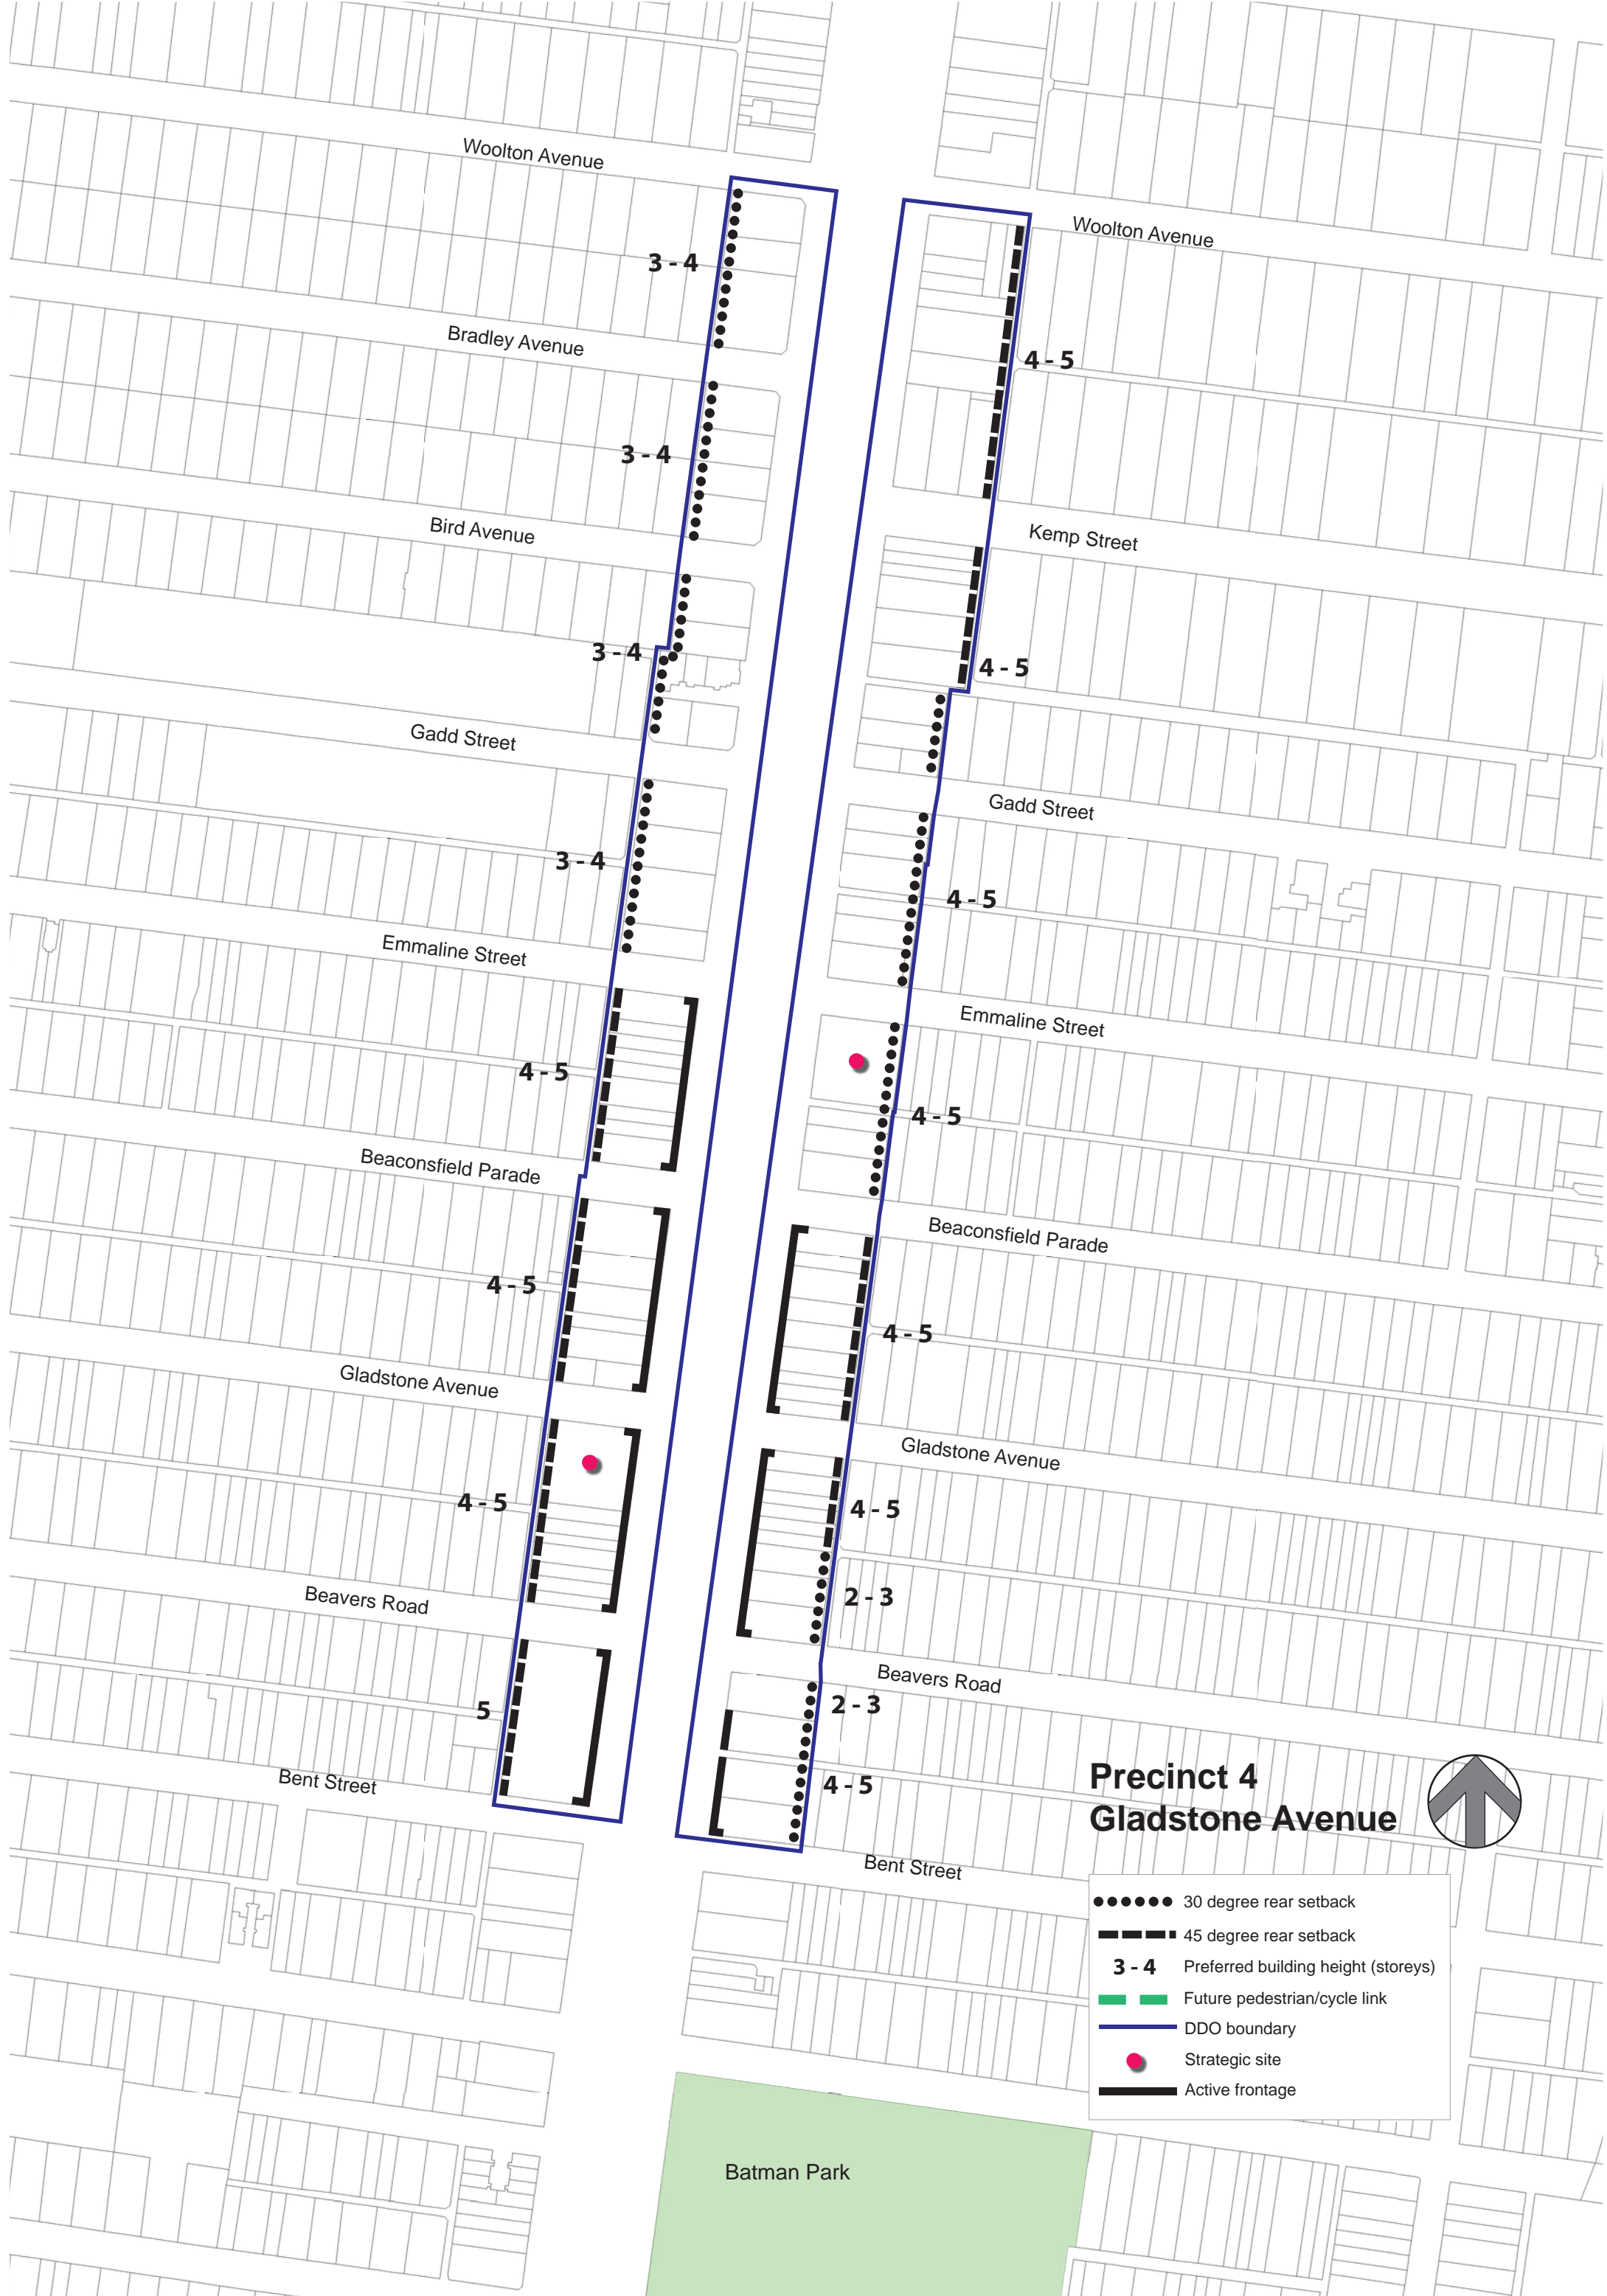 Woolton Avenue
Woolton Avenue
3 - 4
Bradley Avenue
4 - 5
3 - 4
Bird Avenue
Kemp Street
3 - 4
4 - 5
Gadd Street
Gadd Street
3 - 4
4 - 5
Emmaline Street
Emmaline Street
4 - 5
4 - 5
Beaconsfield Parade
Beaconsfield Parade
4 - 5
4 - 5
Gladstone Avenue
Gladstone Avenue
4 - 5
4 - 5
Beavers Road
2 - 3
Beavers Road
5
2 - 3
Bent Street
4 - 5
Precinct 4
Gladstone Avenue
Bent Street
30 degree rear setback
45 degree rear setback
3 - 4 Preferred building height (storeys)
Future pedestrian/cycle link
DDO boundary
Strategic site
Active frontage
Batman Park